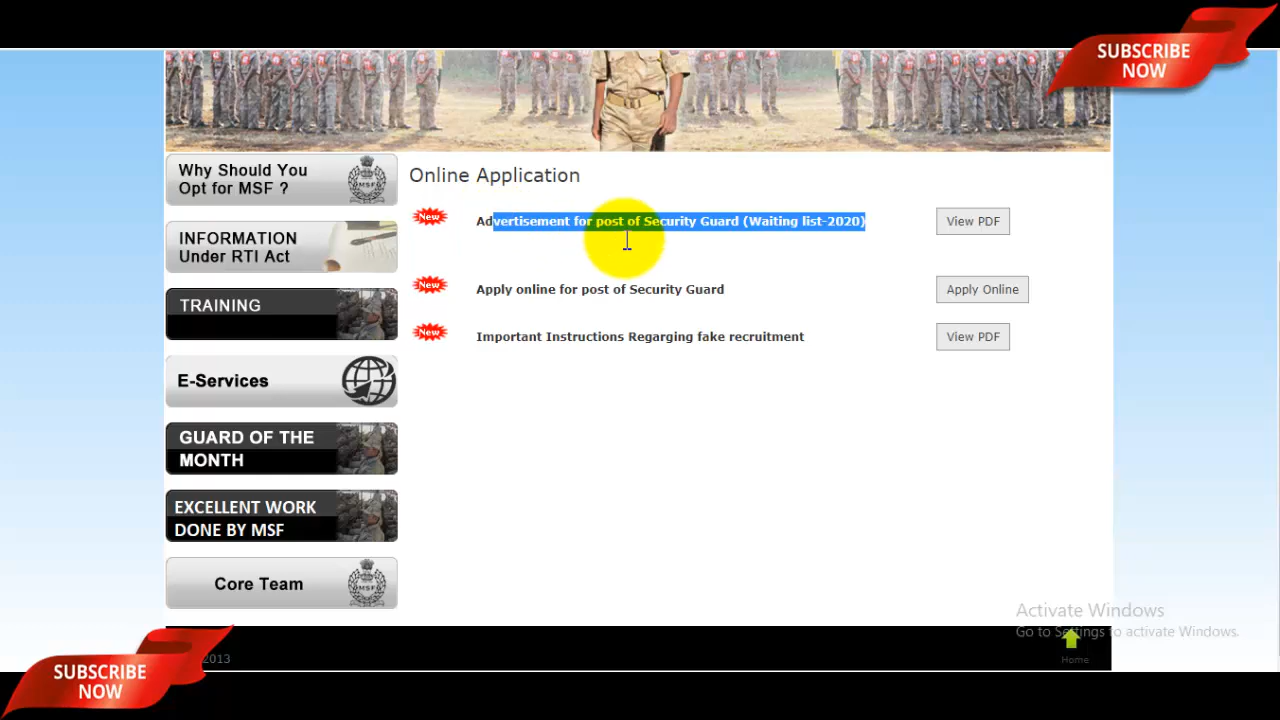 SUBSCRIBE
NOW
Why Should You
Opt for MSF ?
MSF
Online Application
New
Advertisement for post of Security Guard (Waiting list-2020)
View PDF
INFORMATION
Under RTI Act
New
Apply online for post of Security Guard
Apply Online
TRAINING
New
Important Instructions Regarging fake recruitment
View PDF
E-Services
GUARD OF THE
MONTH
EXCELLENT WORK
DONE BY MSF
Core Team
MSF
Activate Windows
Go to Settings to activate Windows.
2013
Home
SUBSCRIBE
NOW